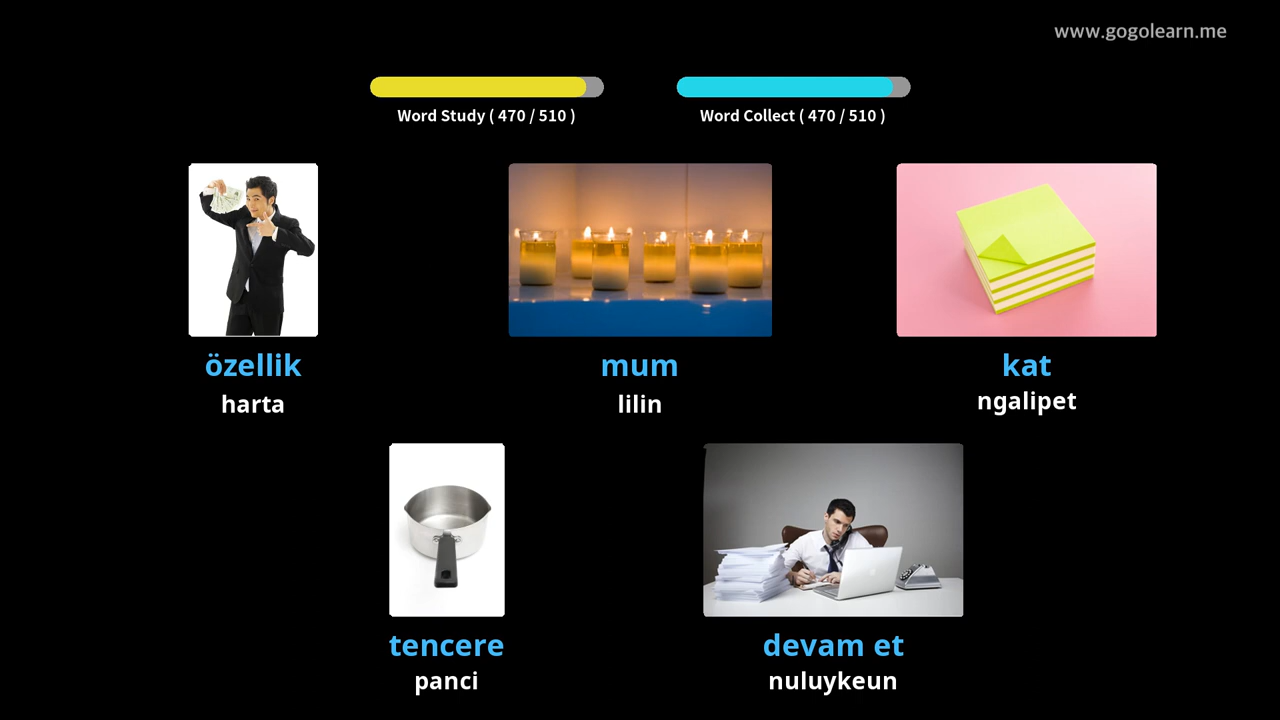 www.gogolearn.me
Word Study ( 470 / 510 )
Word Collect ( 470 / 510 )
özellik
harta
mum
lilin
kat
ngalipet
tencere
panci
devam et
nuluykeun